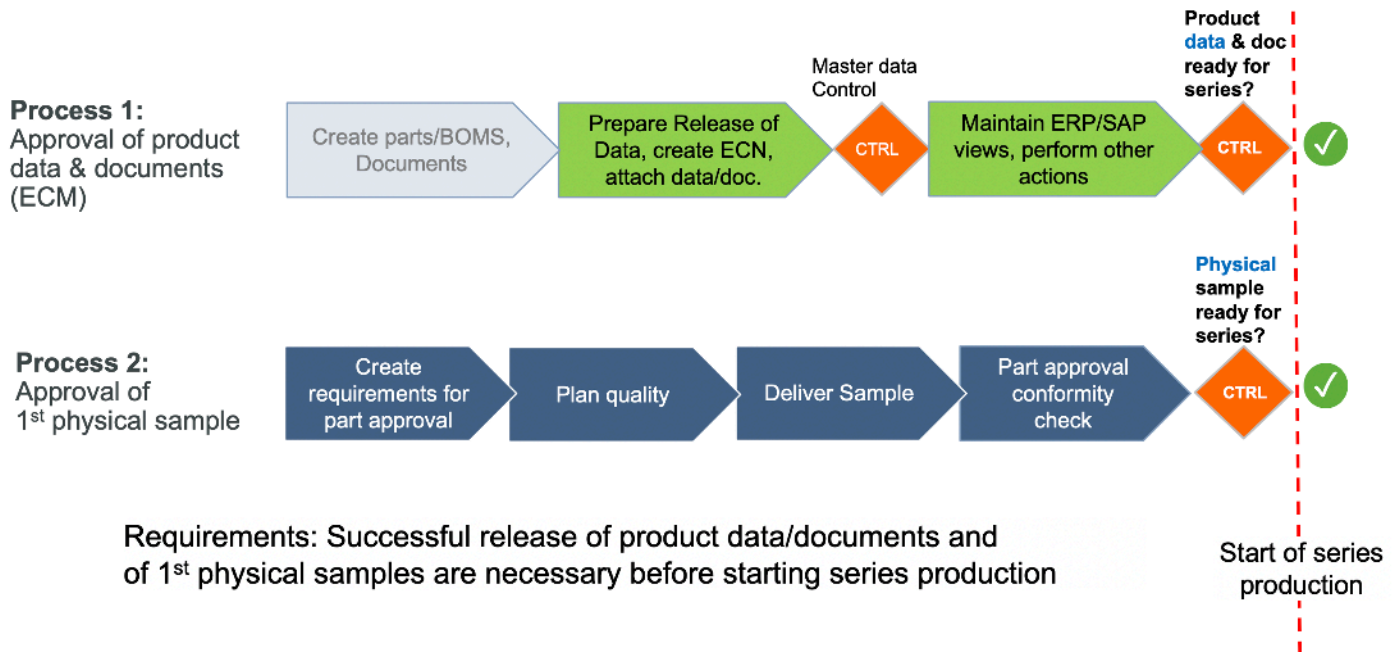 Process 1:
Approval of product
data & documents
(ECM)
Create parts/BOMS,
Documents
Prepare Release of
Data, create ECN,
attach data/doc.
Master data
Control
CTRL
Maintain ERP/SAP
views, perform other
actions
Product
data & doc
ready for
series?
CTRL
Process 2:
Approval of
1st physical sample
Create
requirements for
part approval
Plan quality
Deliver Sample
Part approval
conformity
check
Physical
sample
ready for
series?
CTRL
Requirements: Successful release of product data/documents and
of 1st physical samples are necessary before starting series production
Start of series
production